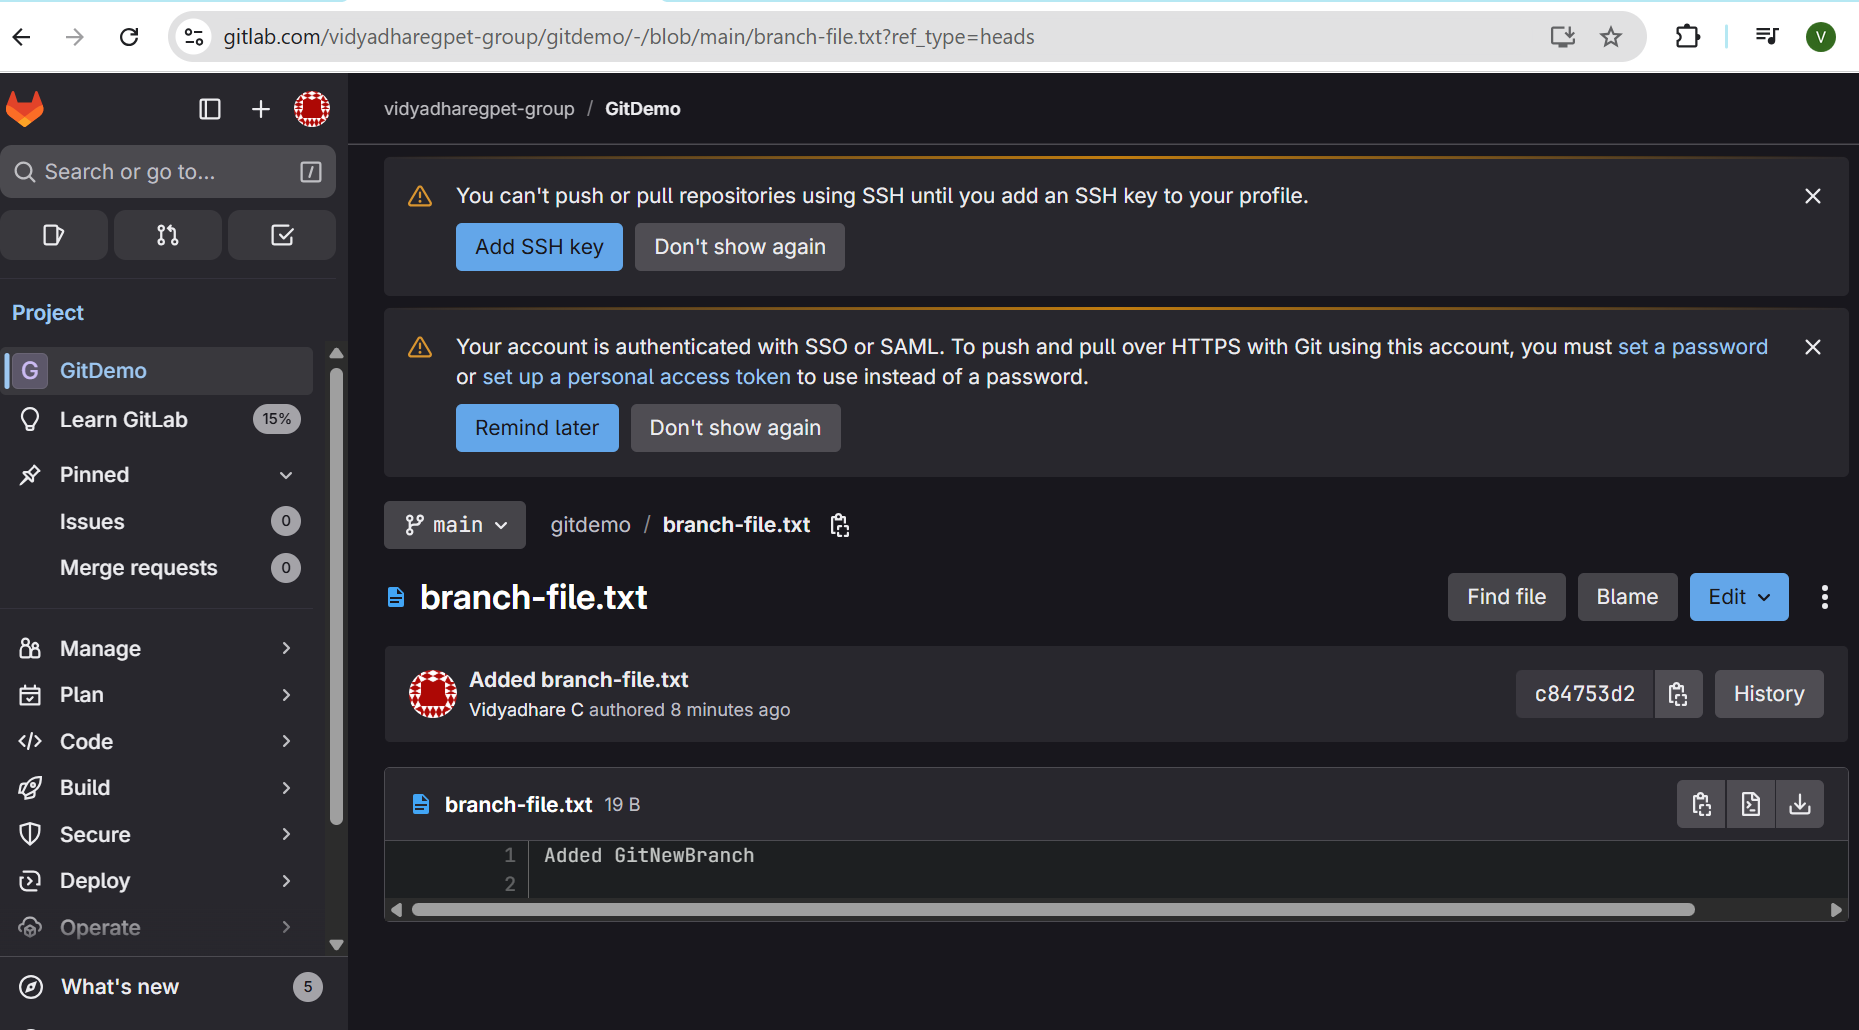 gitlab.com/vidyadharegpet-group/gitdemo/-/blob/main/branch-file.txt?ref_type=heads
V
vidyadharegpet-group / GitDemo
Search or go to...
/
You can't push or pull repositories using SSH until you add an SSH key to your profile.
Add SSH key
Don't show again
Project
G GitDemo
Learn GitLab 15%
Pinned
Issues 0
Merge requests 0
Manage
Plan
Code
Build
Secure
Deploy
Operate
What's new 5
Your account is authenticated with SSO or SAML. To push and pull over HTTPS with Git using this account, you must set a password
or set up a personal access token to use instead of a password.
Remind later
Don't show again
main
gitdemo / branch-file.txt
branch-file.txt
Find file
Blame
Edit
Added branch-file.txt
Vidyadhare C authored 8 minutes ago
c84753d2
History
branch-file.txt 19 B
1 Added GitNewBranch
2